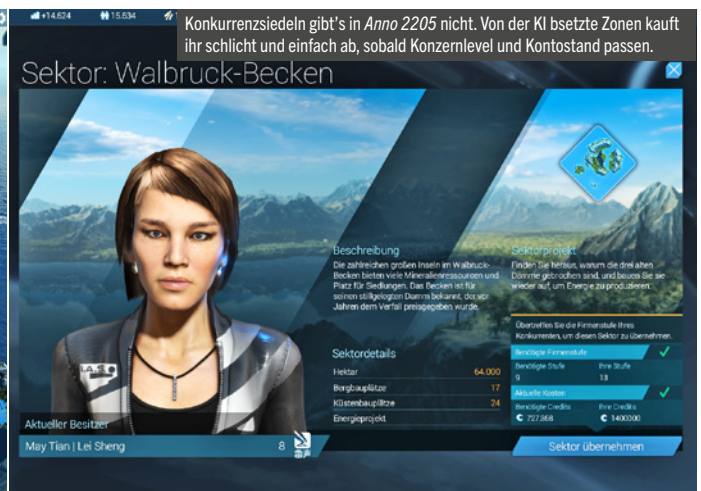 +14.624 15.634
Konkurrenzsiedeln gibt's in Anno 2205 nicht. Von der KI bsetzte Zonen kauft
ihr schlicht und einfach ab, sobald Konzernlevel und Kontostand passen.
Sektor: Walbruck-Becken
Beschreibung
Die zahlreichen großen Inseln im Walbruck-
Becken bieten viele Mineralienressourcen und
Platz für Siedlungen. Das Becken ist für
seinen stillgelegten Damm bekannt, der vor
Jahren dem Verfall preisgegeben wurde.
Sektorprojekt
Finden Sie heraus, warum die drei alten
Dämme gebrochen sind, und bauen Sie sie
wieder auf, um Energie zu produzieren.
Sektordetails
Hektar 64.000
Bergbauplätze 17
Küstenbauplätze 24
Energieprojekt
Übertreffen Sie die Firmenstufe Ihres
Konkurrenten, um diesen Sektor zu übernehmen.
Benötigte Firmenstufe
Benötigte Stufe Ihre Stufe
9 13
Aktuelle Kosten
Benötigte Credits Ihre Credits
€ 727.368 € 1400000
Aktueller Besitzer
May Tian | Lei Sheng 8
Sektor übernehmen